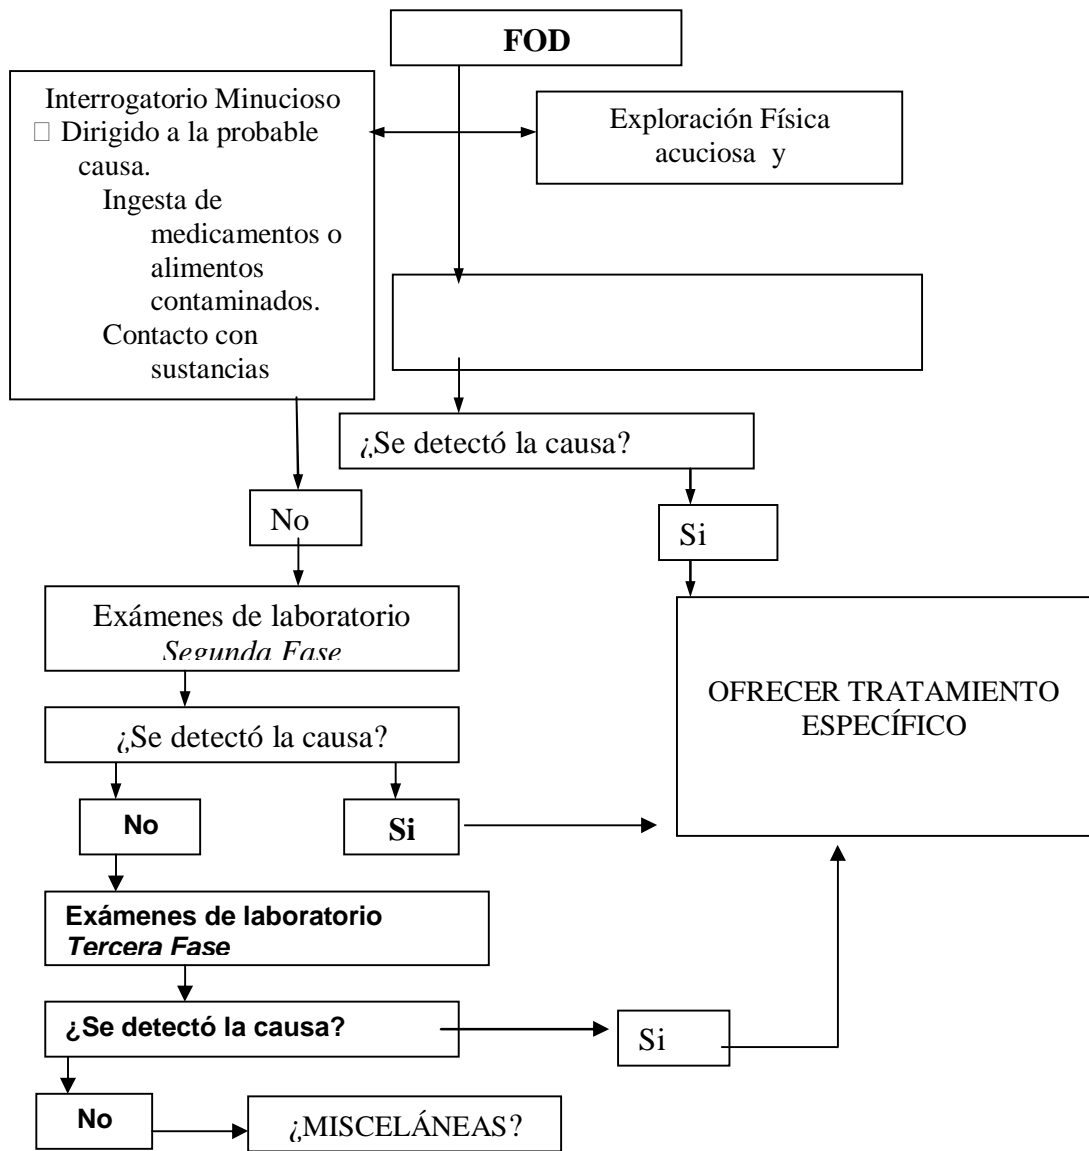 FOD
Interrogatorio Minucioso
□ Dirigido a la probable
causa.
Ingesta de
medicamentos o
alimentos
contaminados.
Contacto con
sustancias
Exploración Física
acuciosa y
¿Se detectó la causa?
No
Si
Exámenes de laboratorio
Segunda Fase
OFRECER TRATAMIENTO
ESPECÍFICO
¿Se detectó la causa?
No
Si
Exámenes de laboratorio
Tercera Fase
¿Se detectó la causa?
Si
No
¿MISCELÁNEAS?